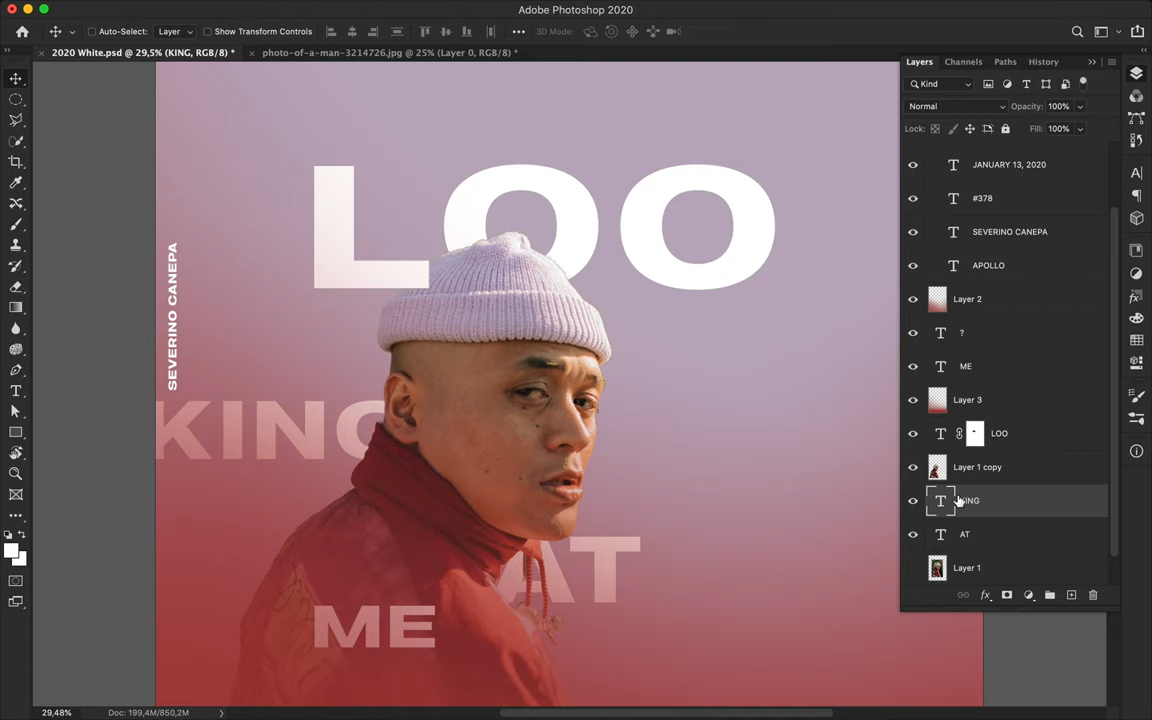 Adobe Photoshop 2020
Auto-Select: Layer Show Transform Controls 3D Mode:
2020 White.psd @ 29,5% (KING, RGB/8) * photo-of-a-man-3214726.jpg @ 25% (Layer 0, RGB/8) *
Layers Channels Paths History
Kind
Normal Opacity: 100%
Lock: Fill: 100%
JANUARY 13, 2020
#378
SEVERINO CANEPA
APOLLO
Layer 2
?
ME
Layer 3
LOO
Layer 1 copy
KING
AT
Layer 1
LOO
SEVERINO CANEPA
KING
AT
ME
29,48% Doc: 199,4M/850,2M